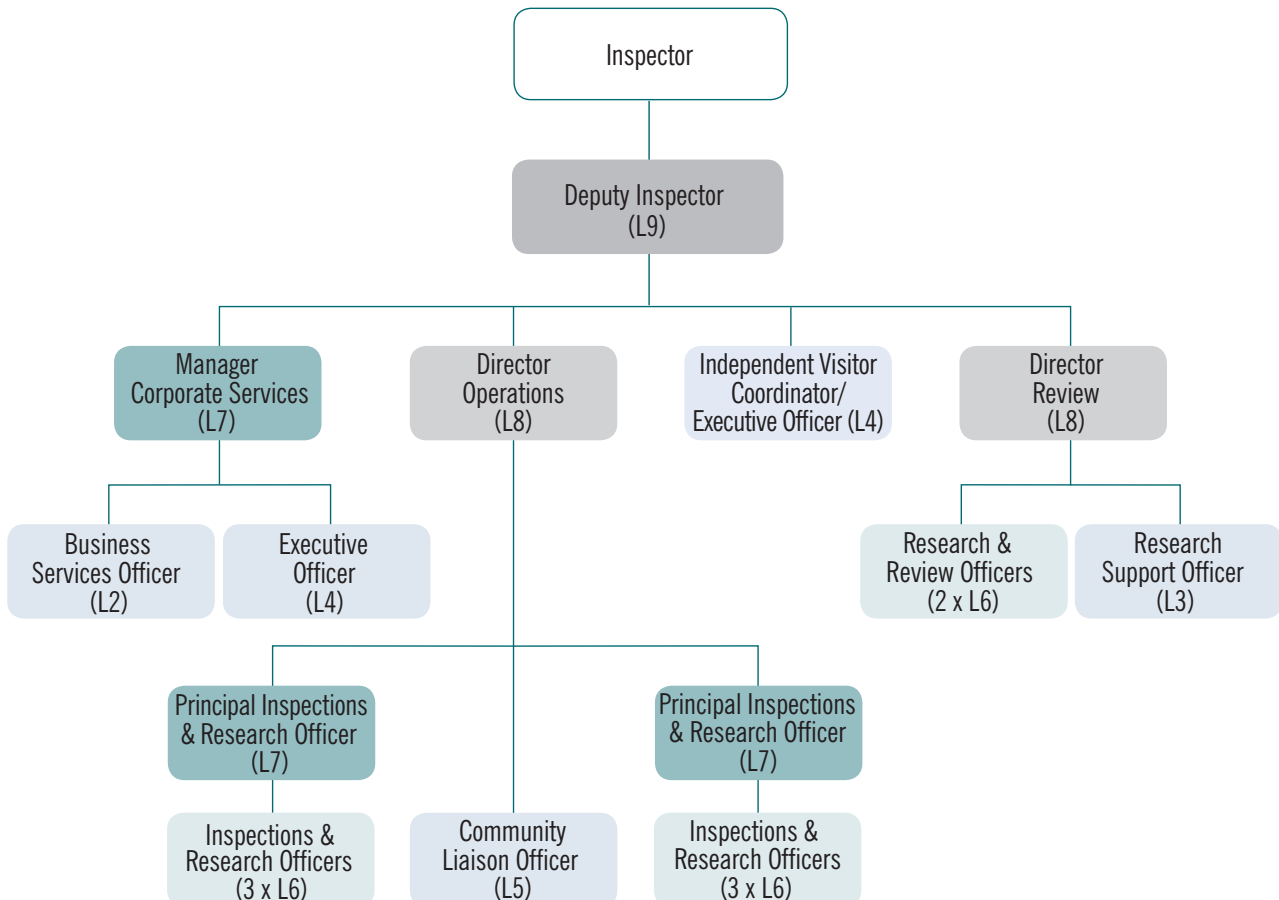 Inspector
Deputy Inspector
(L9)
Manager
Corporate Services
(L7)
Director
Operations
(L8)
Independent Visitor
Coordinator/
Executive Officer (L4)
Director
Review
(L8)
Business
Services Officer
(L2)
Executive
Officer
(L4)
Research &
Review Officers
(2 x L6)
Research
Support Officer
(L3)
Principal Inspections
& Research Officer
(L7)
Principal Inspections
& Research Officer
(L7)
Inspections &
Research Officers
(3 x L6)
Community
Liaison Officer
(L5)
Inspections &
Research Officers
(3 x L6)